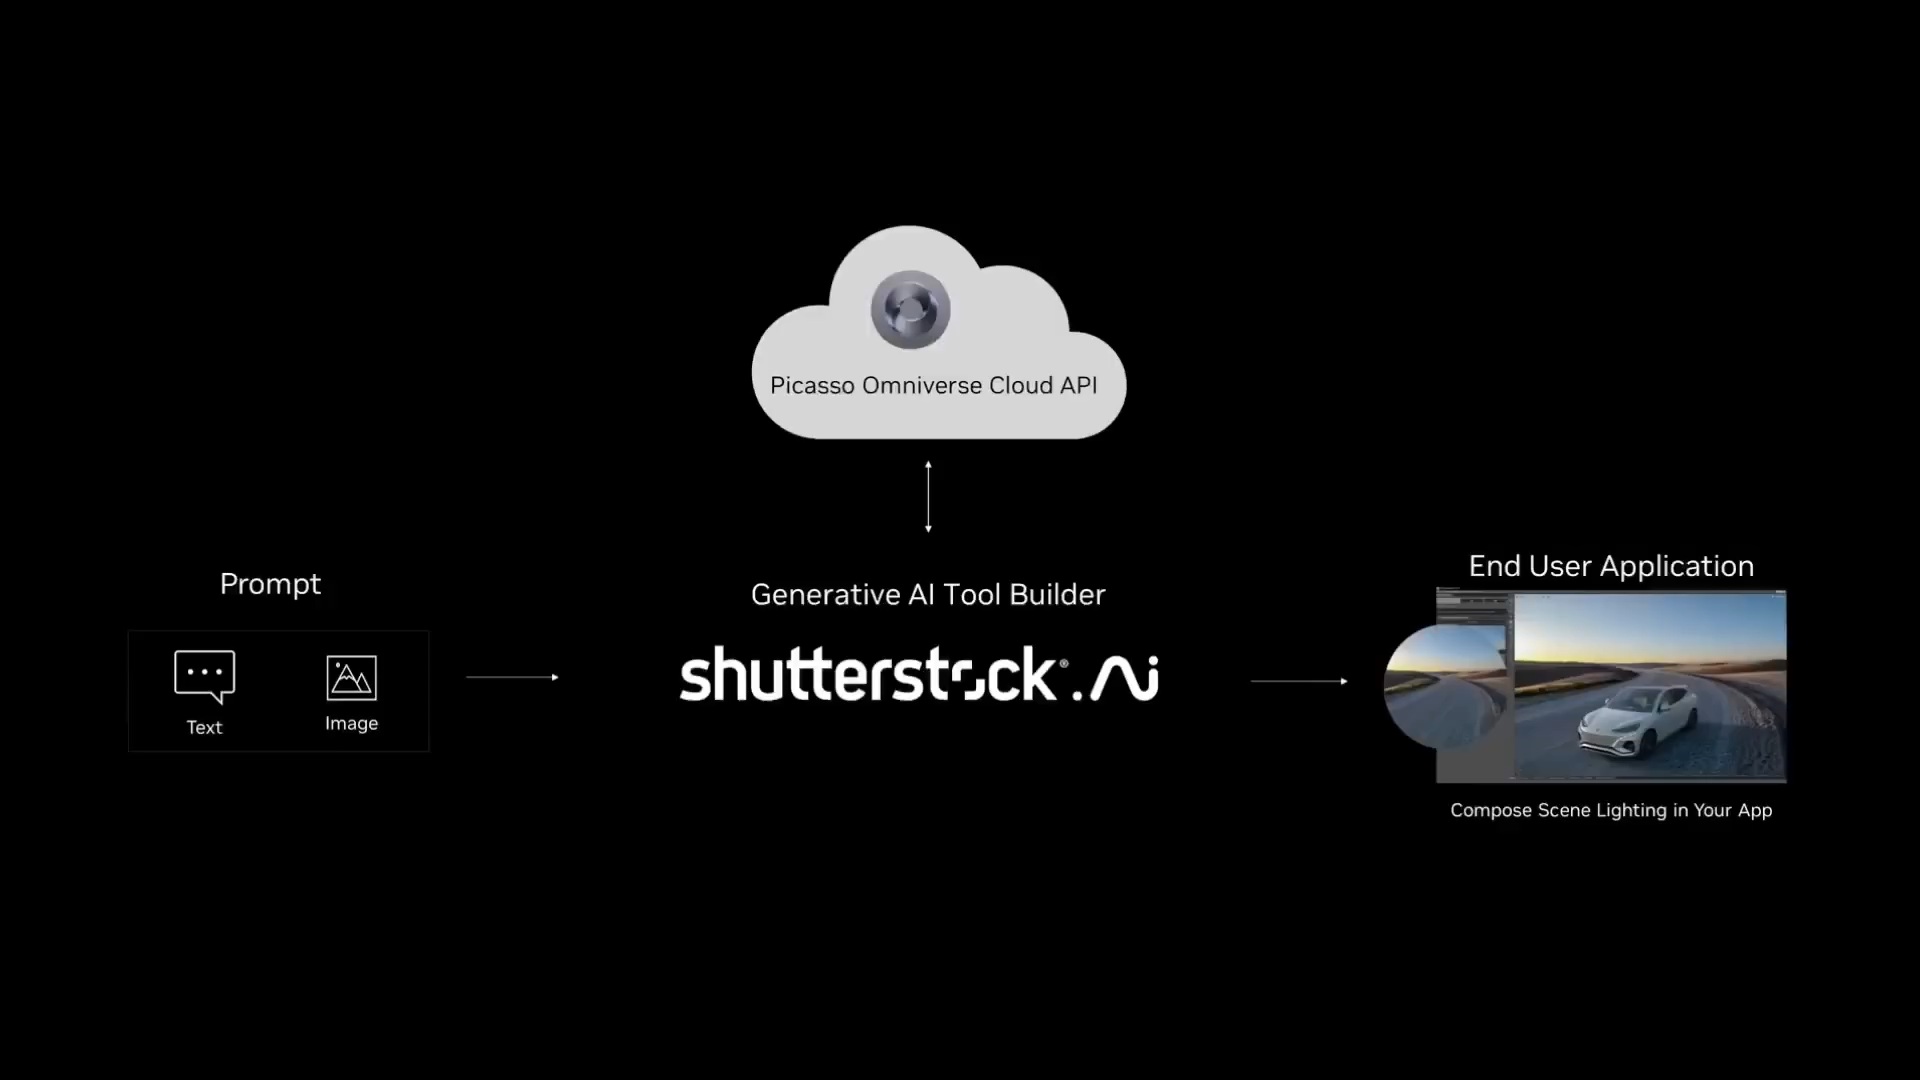 Picasso Omniverse Cloud API
Prompt
Text
Image
Generative AI Tool Builder
shutterstock®.Ai
End User Application
Compose Scene Lighting in Your App